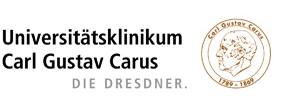 Universitätsklinikum
Carl Gustav Carus
DIE DRESDNER.
Carl Gustav Carus
1789 - 1869